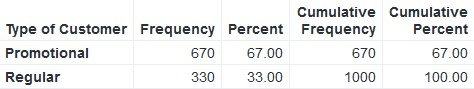 Type of Customer Frequency Percent Cumulative Frequency Cumulative Percent
Promotional 670 67.00 670 67.00
Regular 330 33.00 1000 100.00